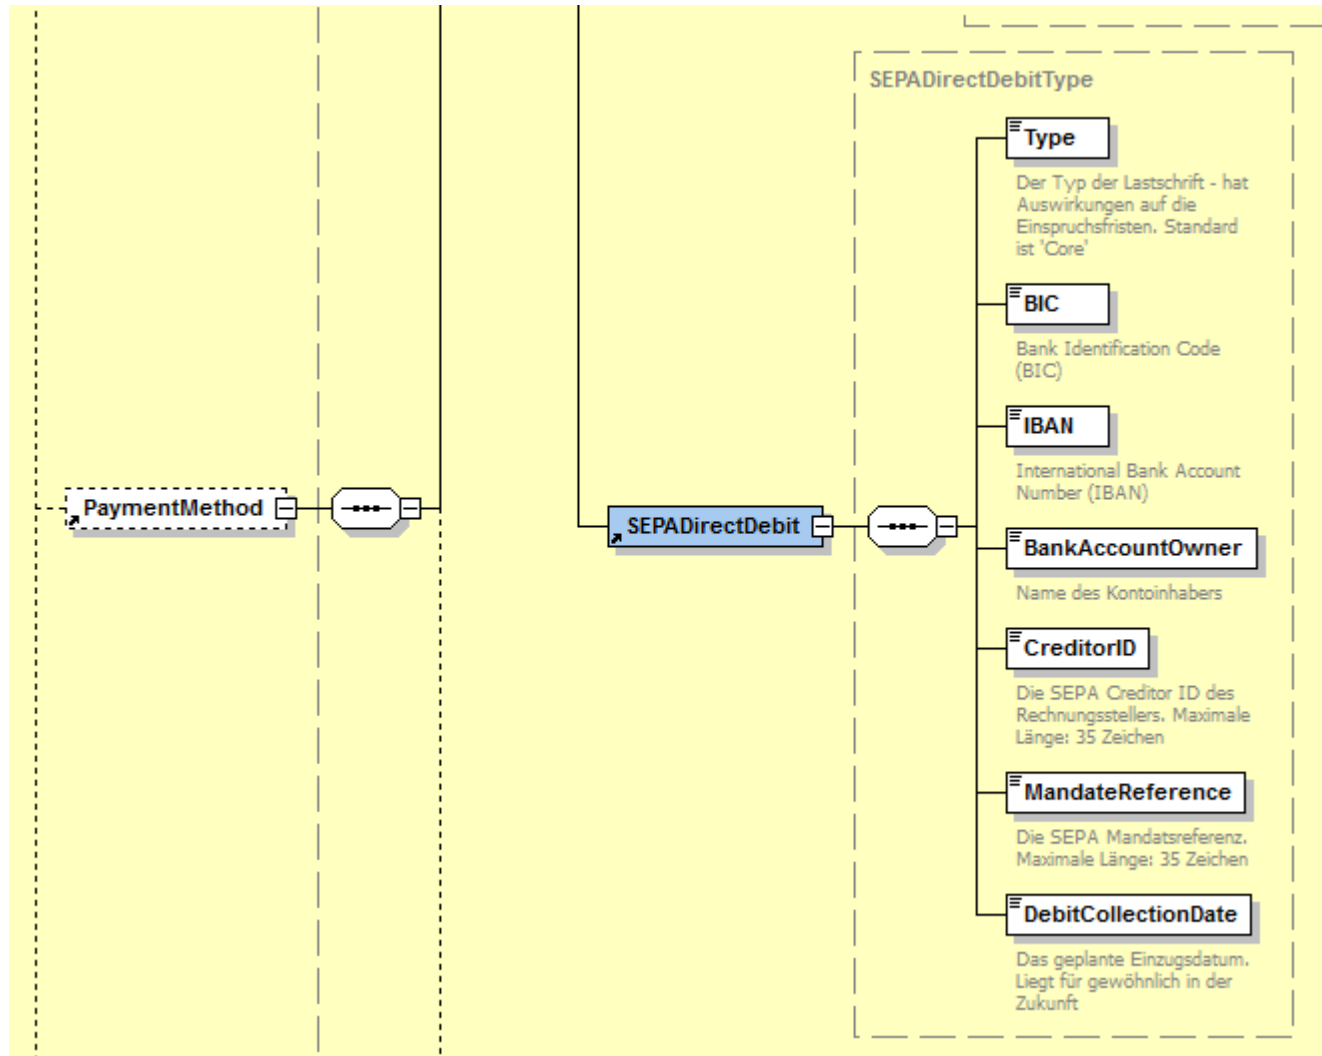 SEPADirectDebitType
Type
Der Typ der Lastschrift - hat
Auswirkungen auf die
Einspruchsfristen. Standard
ist 'Core'
BIC
Bank Identification Code
(BIC)
IBAN
International Bank Account
Number (IBAN)
PaymentMethod
SEPADirectDebit
BankAccountOwner
Name des Kontoinhabers
CreditorID
Die SEPA Creditor ID des
Rechnungsstellers. Maximale
Länge: 35 Zeichen
MandateReference
Die SEPA Mandatsreferenz.
Maximale Länge: 35 Zeichen
DebitCollectionDate
Das geplante Einzugsdatum.
Liegt für gewöhnlich in der
Zukunft